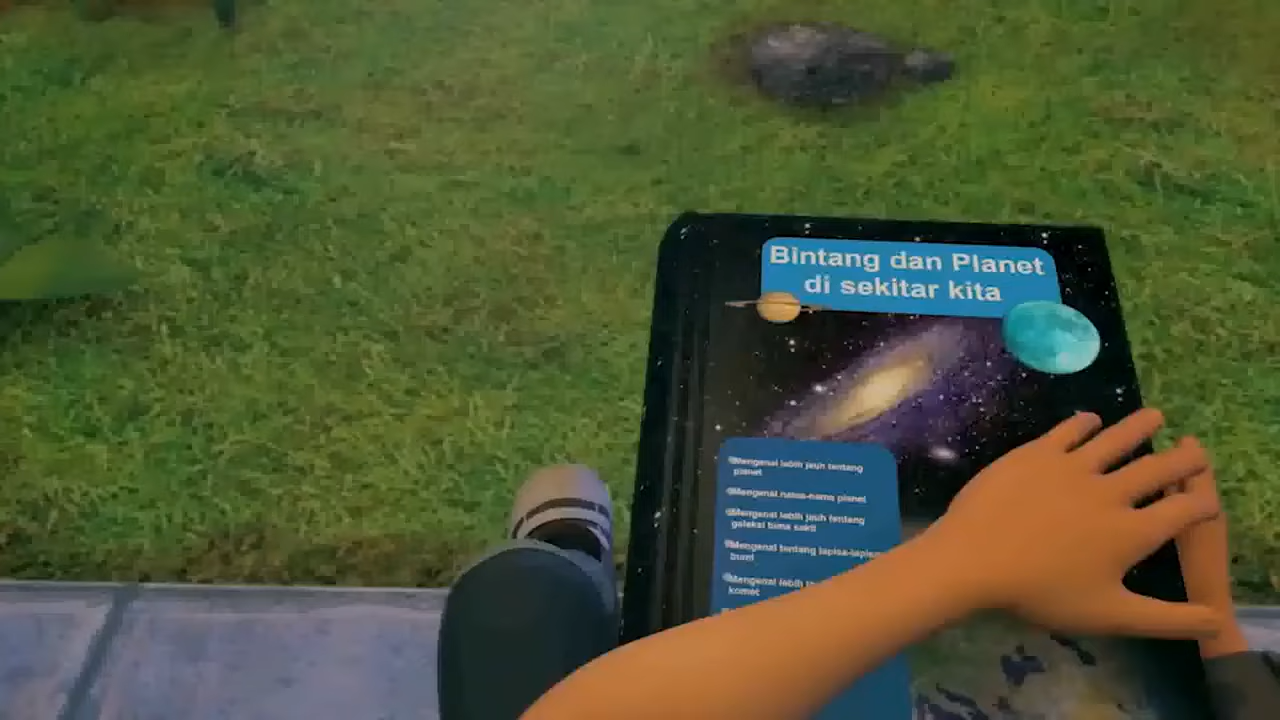 Bintang dan Planet
di sekitar kita
Mengenal lebih jauh tentang
planet
Mengenal nama-nama planet
Mengenal lebih jauh tentang
galaksi bima sakti
Mengenal tentang lapisa-lapisa
bumi
Mengenal lebih
komet